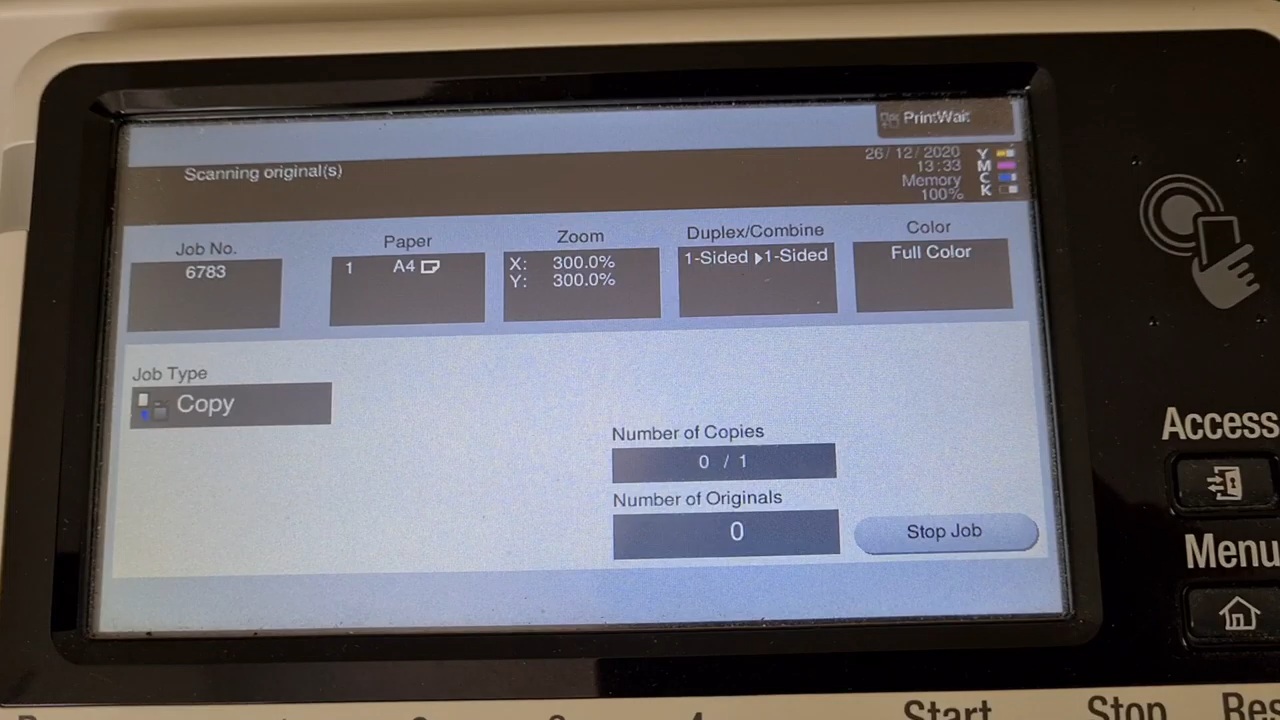 PrintWait
Scanning original(s)
26/12/2020
13:33
Memory
100%
Y
M
C
K
Job No.
6783
Paper
1 A4
Zoom
X: 300.0%
Y: 300.0%
Duplex/Combine
1-Sided ▶1-Sided
Color
Full Color
Job Type
Copy
Number of Copies
0 / 1
Number of Originals
0
Stop Job
Access
Menu
Start
Stop